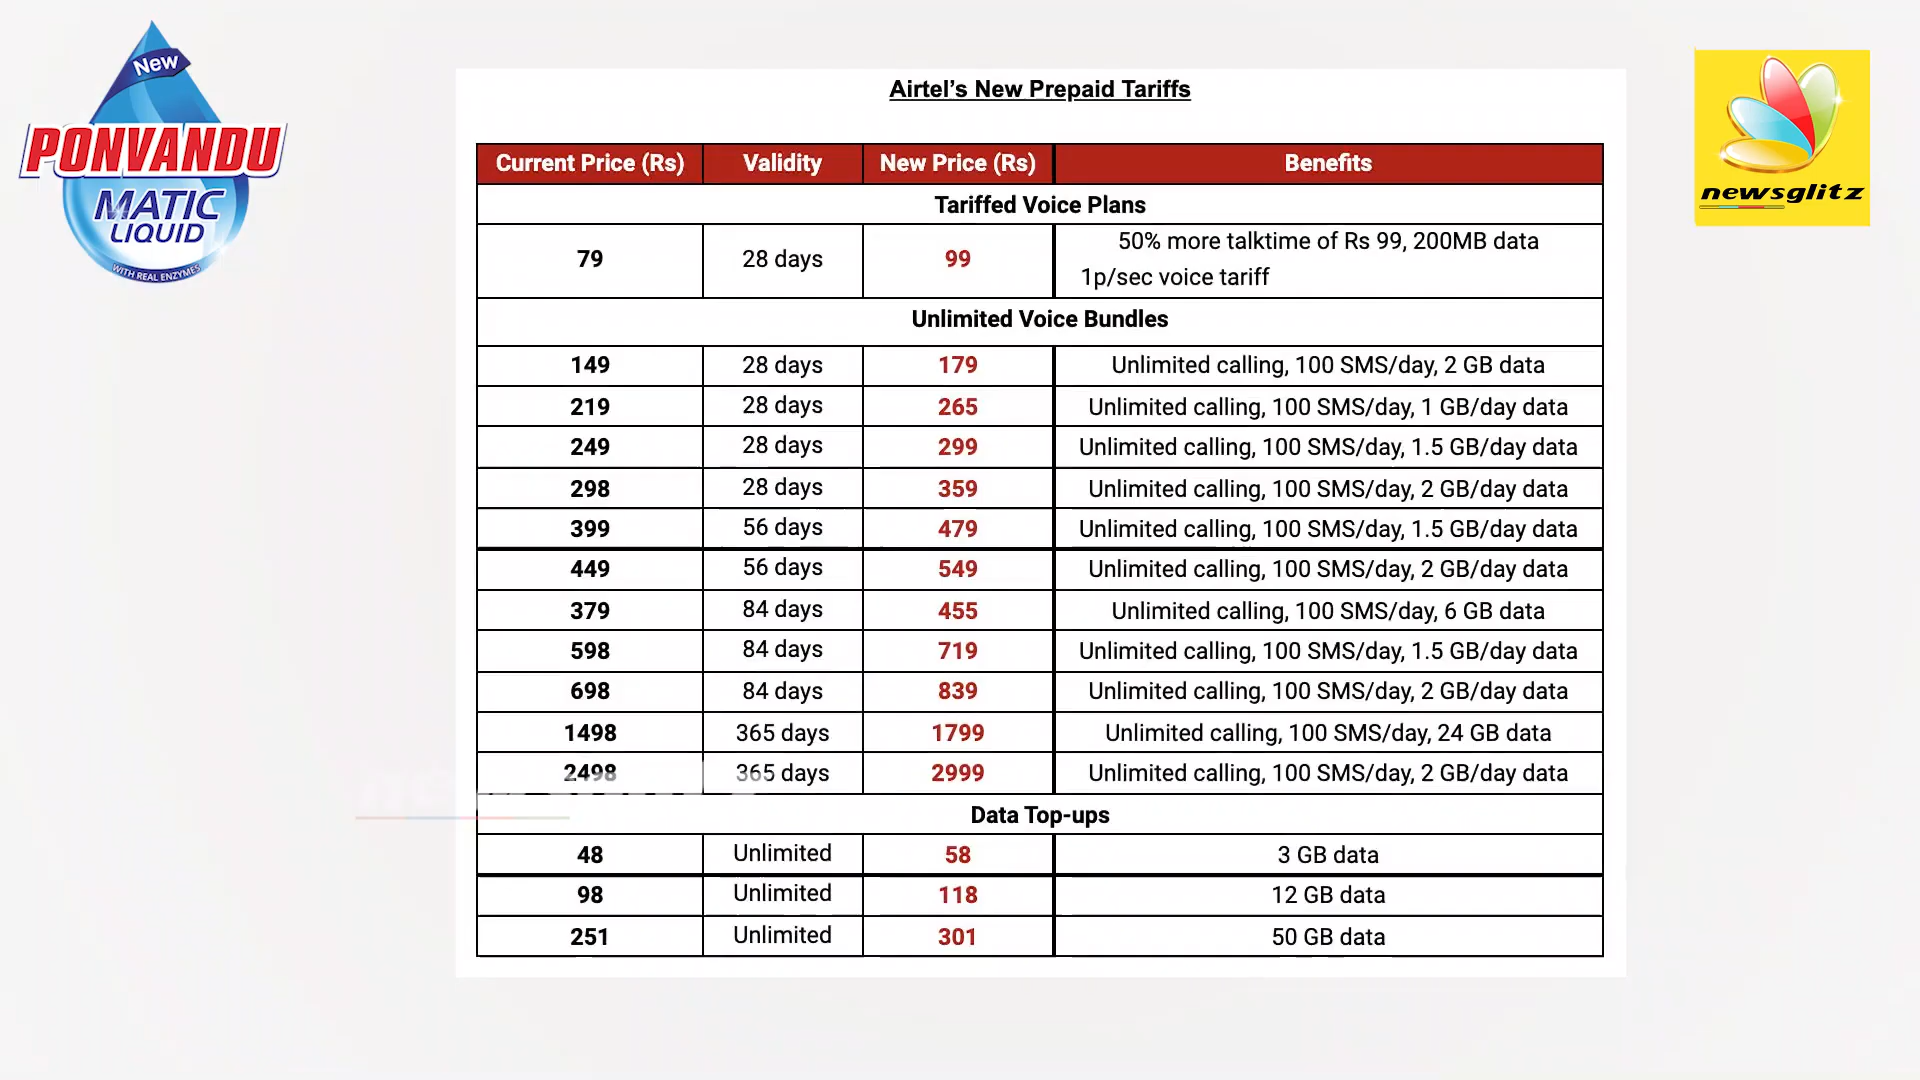 New
PONVANDU
MATIC
LIQUID
WITH REAL ENZYMES
newsglitz
Airtel's New Prepaid Tariffs
Current Price (Rs) Validity New Price (Rs) Benefits
Tariffed Voice Plans
79 28 days 99 50% more talktime of Rs 99, 200MB data
1p/sec voice tariff
Unlimited Voice Bundles
149 28 days 179 Unlimited calling, 100 SMS/day, 2 GB data
219 28 days 265 Unlimited calling, 100 SMS/day, 1 GB/day data
249 28 days 299 Unlimited calling, 100 SMS/day, 1.5 GB/day data
298 28 days 359 Unlimited calling, 100 SMS/day, 2 GB/day data
399 56 days 479 Unlimited calling, 100 SMS/day, 1.5 GB/day data
449 56 days 549 Unlimited calling, 100 SMS/day, 2 GB/day data
379 84 days 455 Unlimited calling, 100 SMS/day, 6 GB data
598 84 days 719 Unlimited calling, 100 SMS/day, 1.5 GB/day data
698 84 days 839 Unlimited calling, 100 SMS/day, 2 GB/day data
1498 365 days 1799 Unlimited calling, 100 SMS/day, 24 GB data
2498 365 days 2999 Unlimited calling, 100 SMS/day, 2 GB/day data
Data Top-ups
48 Unlimited 58 3 GB data
98 Unlimited 118 12 GB data
251 Unlimited 301 50 GB data